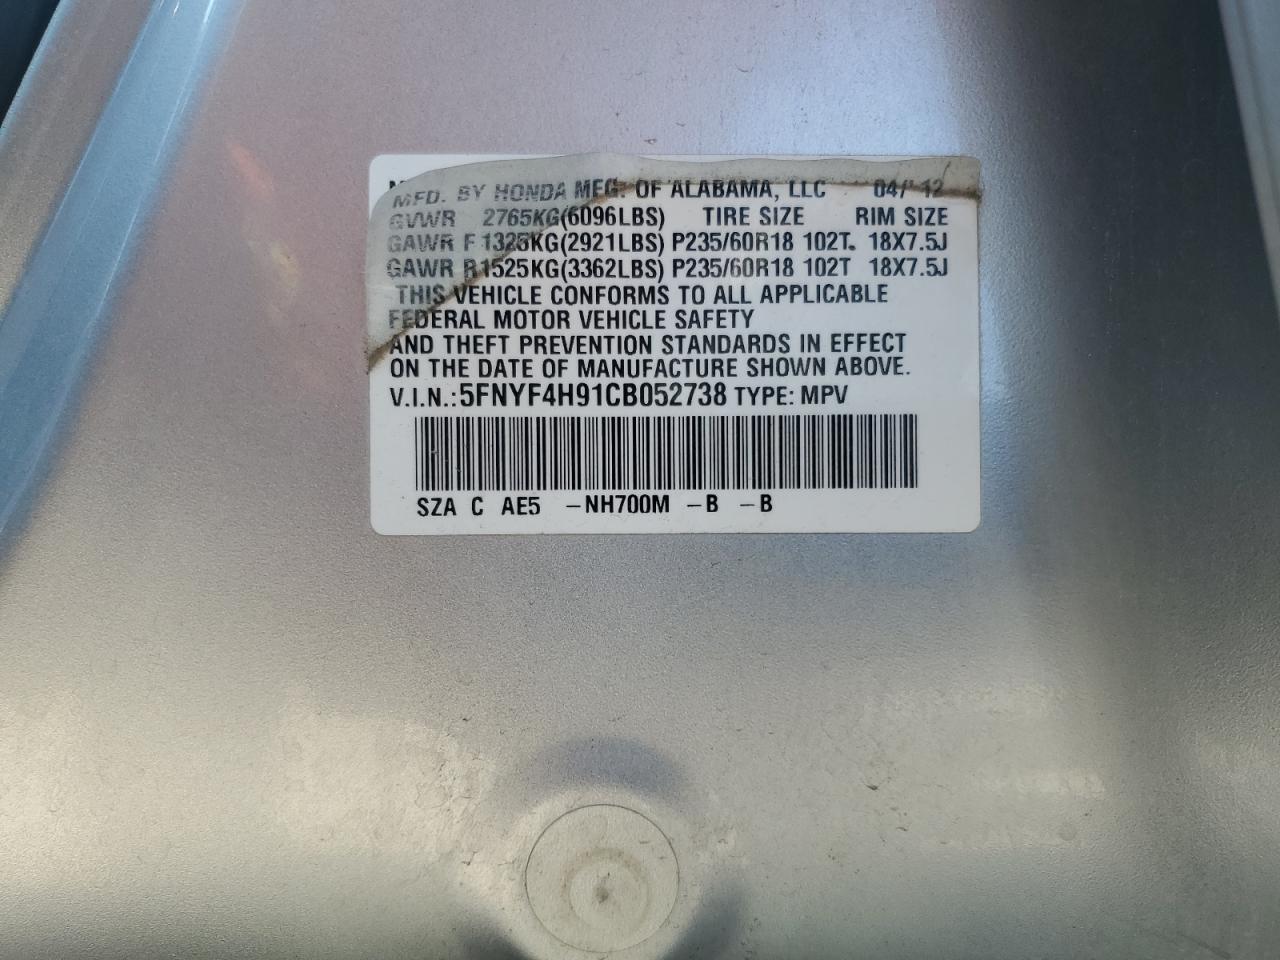 MFD. BY HONDA MFG. OF ALABAMA, LLC 04/12
GVWR 2765KG(6096LBS) TIRE SIZE RIM SIZE
GAWR F 1325KG(2921LBS) P235/60R18 102T 18X7.5J
GAWR R 1525KG(3362LBS) P235/60R18 102T 18X7.5J
THIS VEHICLE CONFORMS TO ALL APPLICABLE
FEDERAL MOTOR VEHICLE SAFETY
AND THEFT PREVENTION STANDARDS IN EFFECT
ON THE DATE OF MANUFACTURE SHOWN ABOVE.
V.I.N.:5FNYF4H91CB052738 TYPE: MPV
SZA C AE5 -NH700M -B -B